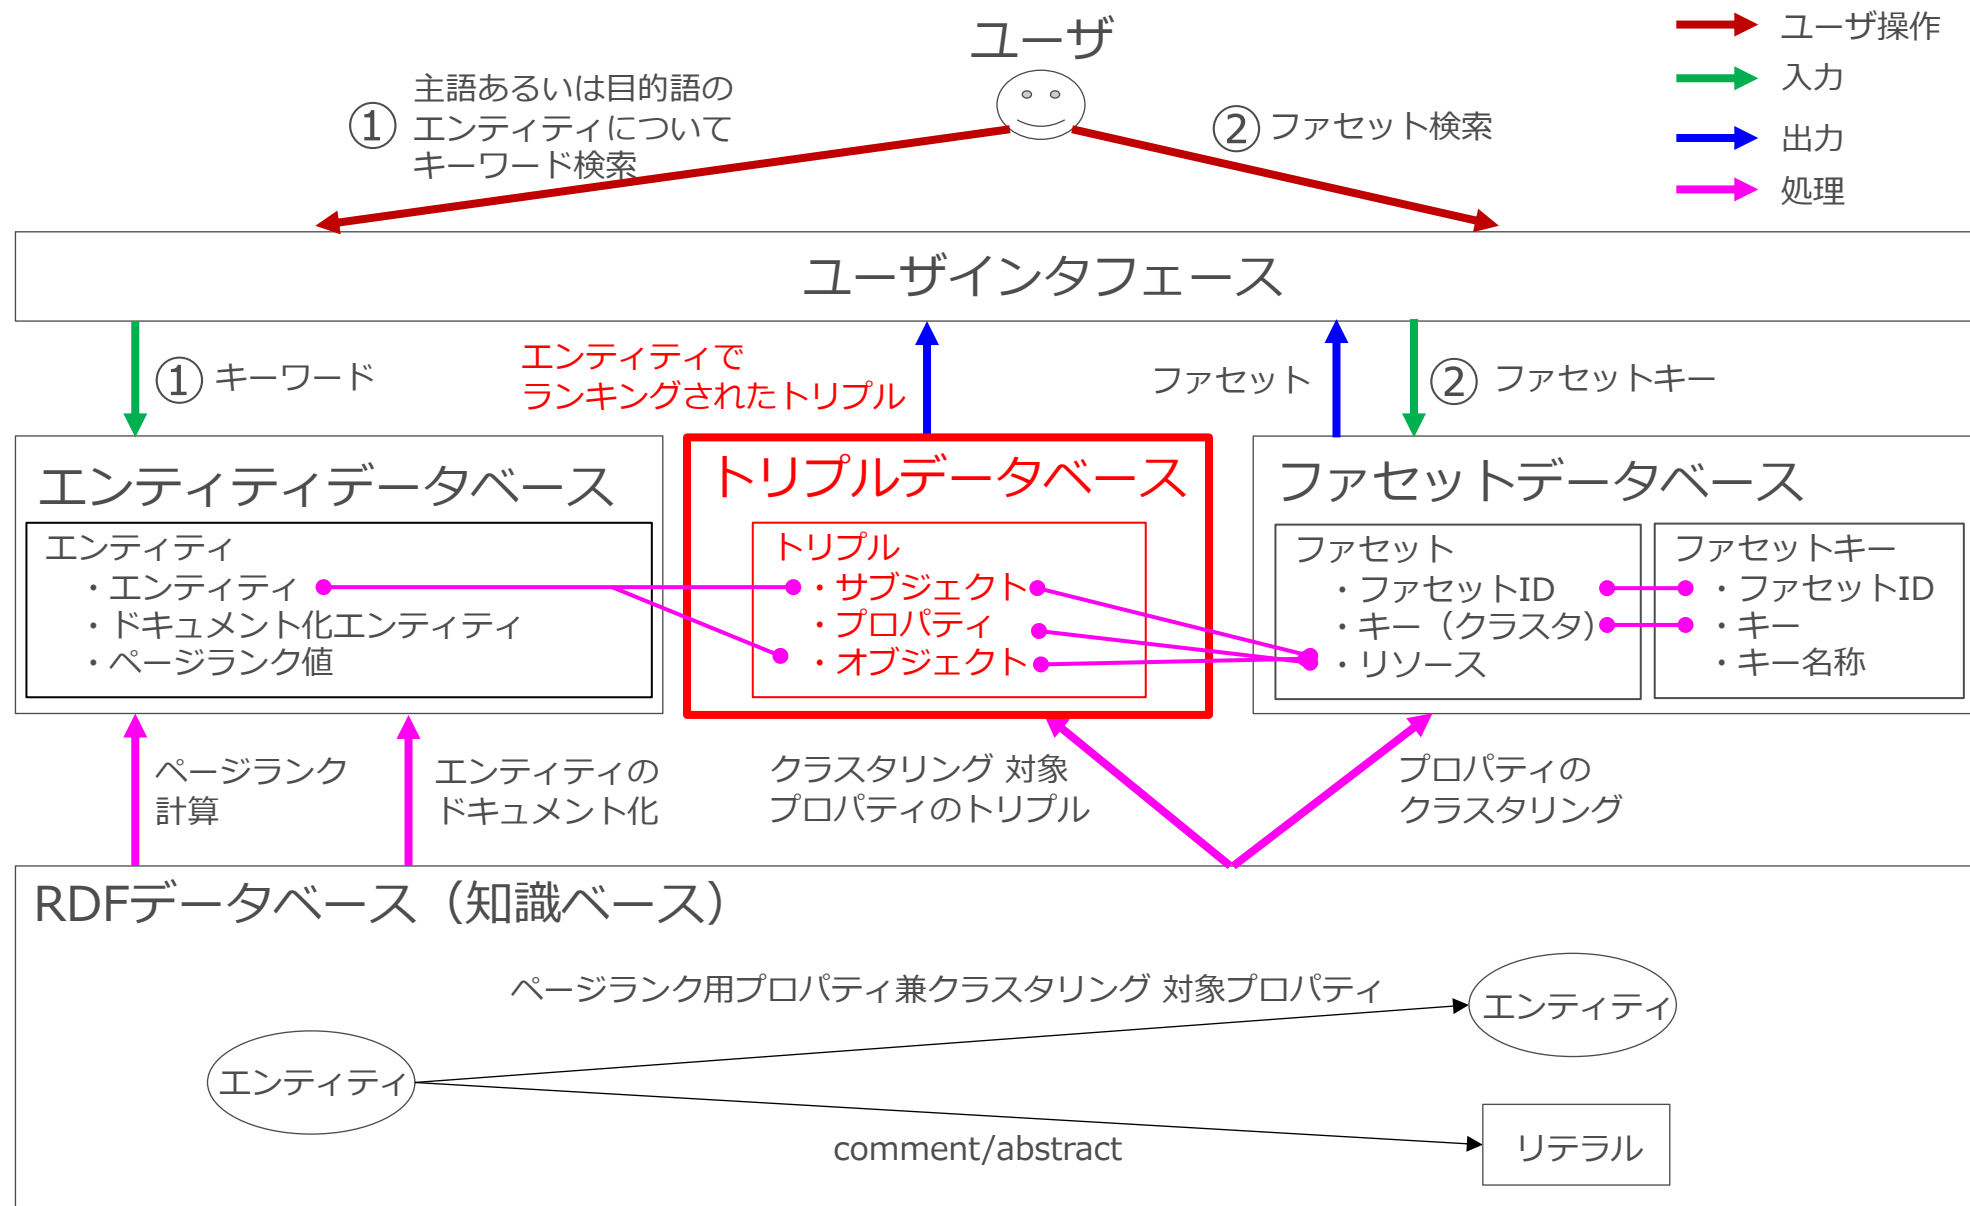 ユーザ
ユーザ操作
入力
出力
処理
① 主語あるいは目的語の
エンティティについて
キーワード検索
② ファセット検索
ユーザインタフェース
① キーワード
エンティティで
ランキングされたトリプル
ファセット
② ファセットキー
エンティティデータベース
エンティティ
・エンティティ
・ドキュメント化エンティティ
・ページランク値
トリプルデータベース
トリプル
・サブジェクト
・プロパティ
・オブジェクト
ファセットデータベース
ファセット
・ファセットID
・キー（クラスタ）
・リソース
ファセットキー
・ファセットID
・キー
・キー名称
ページランク
計算
エンティティの
ドキュメント化
クラスタリング 対象
プロパティのトリプル
プロパティの
クラスタリング
RDFデータベース（知識ベース）
ページランク用プロパティ兼クラスタリング 対象プロパティ
エンティティ
エンティティ
comment/abstract
リテラル